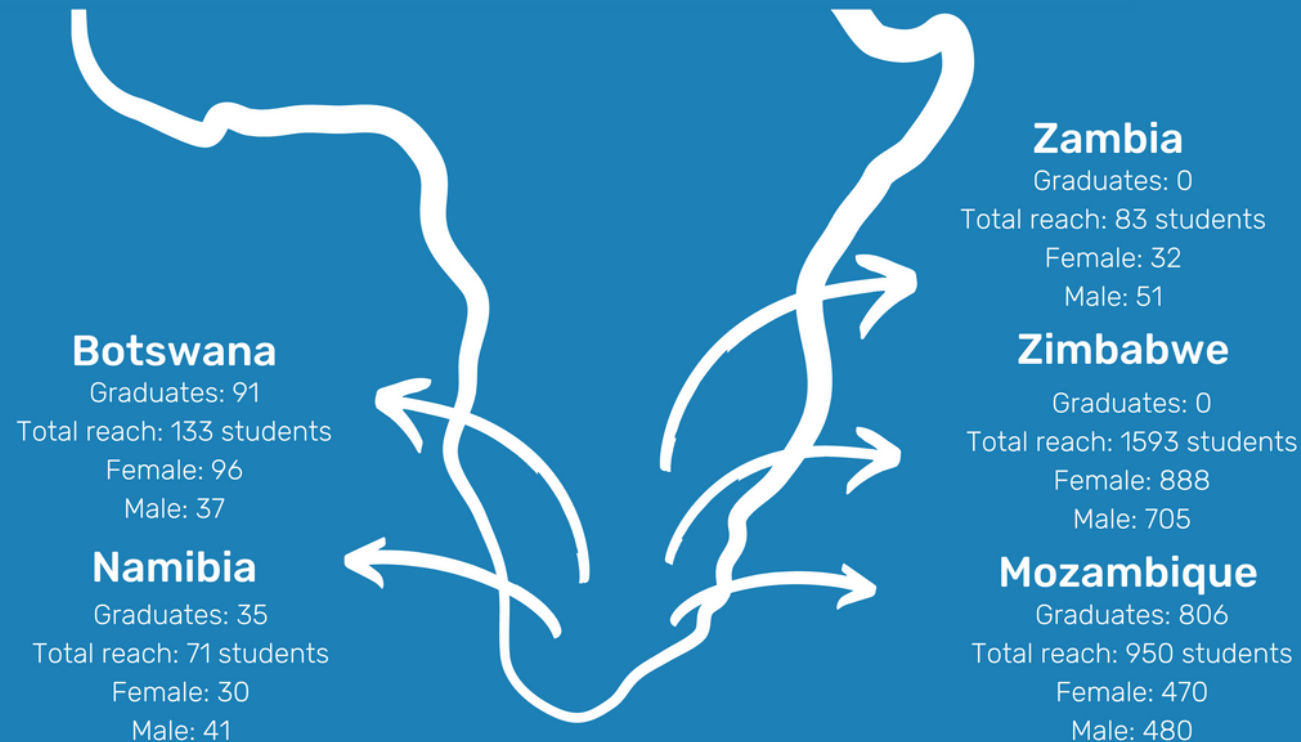 Botswana
Graduates: 91
Total reach: 133 students
Female: 96
Male: 37
Namibia
Graduates: 35
Total reach: 71 students
Female: 30
Male: 41
Zambia
Graduates: 0
Total reach: 83 students
Female: 32
Male: 51
Zimbabwe
Graduates: 0
Total reach: 1593 students
Female: 888
Male: 705
Mozambique
Graduates: 806
Total reach: 950 students
Female: 470
Male: 480